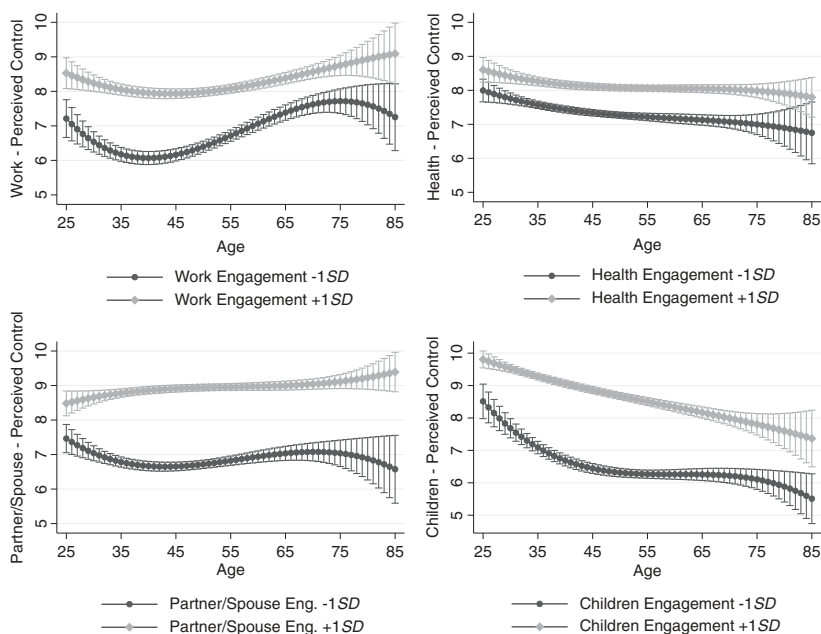 Work - Perceived Control
10
9
8
7
6
5
25 35 45 55 65 75 85
Age
Work Engagement -1SD
Work Engagement +1SD
Health - Perceived Control
10
9
8
7
6
5
25 35 45 55 65 75 85
Age
Health Engagement -1SD
Health Engagement +1SD
Partner/Spouse - Perceived Control
10
9
8
7
6
5
25 35 45 55 65 75 85
Age
Partner/Spouse Eng. -1SD
Partner/Spouse Eng. +1SD
Children - Perceived Control
10
9
8
7
6
5
25 35 45 55 65 75 85
Age
Children Engagement -1SD
Children Engagement +1SD